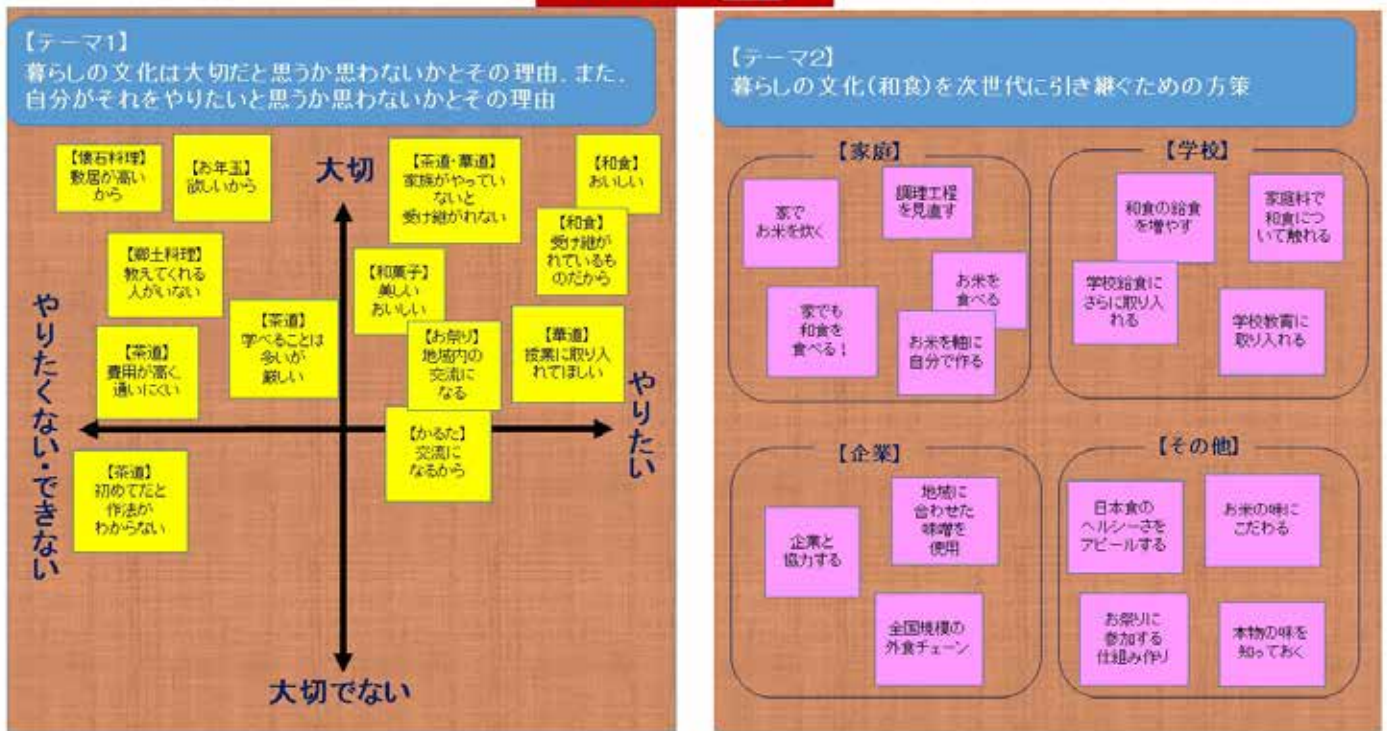 【テーマ1】
暮らしの文化は大切だと思うか思わないかとその理由．また，
自分がそれをやりたいと思うか思わないかとその理由
大切
やりたくない・できない
やりたい
大切でない
【懐石料理】
敷居が高い
から
【お年玉】
欲しいから
【茶道・華道】
家族がやってい
ないと
受け継がれない
【和食】
おいしい
【和食】
受け継が
れているも
のだから
【郷土料理】
教えてくれる
人がいない
【和菓子】
美しい
おいしい
【茶道】
学べることは
多いが
厳しい
【茶道】
費用が高く、
通いにくい
【お祭り】
地域内の
交流に
なる
【華道】
授業に取り入
れてほしい
【かるた】
交流に
なるから
【茶道】
初めてだと
作法が
わからない
【テーマ2】
暮らしの文化(和食)を次世代に引き継ぐための方策
【家庭】
家で
お米を炊く
調理工程
を見直す
お米を
食べる
家でも
和食を
食べる！
お米を軸に
自分で作る
【学校】
和食の給食
を増やす
家庭科で
和食につ
いて触れる
学校給食に
さらに取り入
れる
学校教育に
取り入れる
【企業】
企業と
協力する
地域に
合わせた
味噌を
使用
全国規模の
外食チェーン
【その他】
日本食の
ヘルシーさを
アピールする
お米の味に
こだわる
お祭りに
参加する
仕組み作り
本物の味を
知っておく